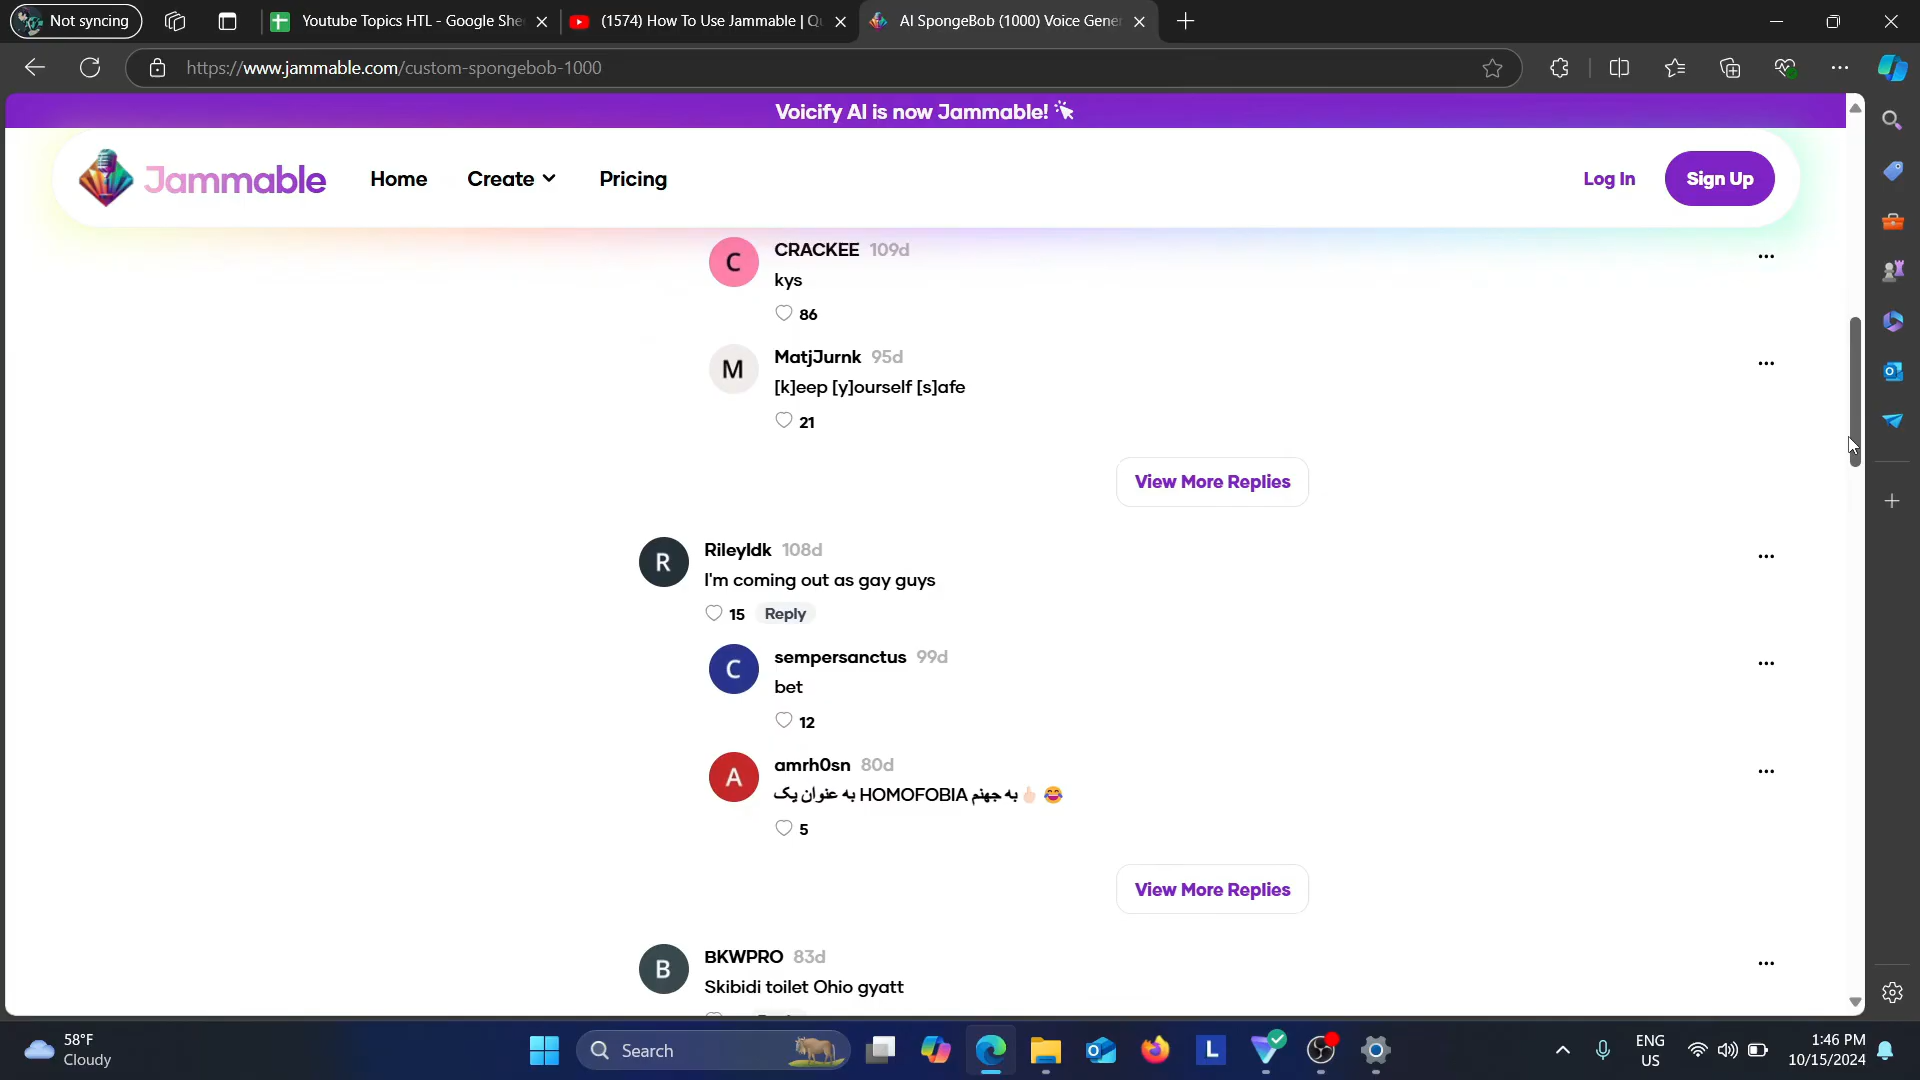 Not syncing
Youtube Topics HTL - Google She
(1574) How To Use Jammable | Qu
AI SpongeBob (1000) Voice Gener
https://www.jammable.com/custom-spongebob-1000
Voicify AI is now Jammable!
Jammable
Home
Create
Pricing
Log In
Sign Up
C
CRACKEE 109d
kys
86
M
MatjJurnk 95d
[k]eep [y]ourself [s]afe
21
View More Replies
R
RileyIdk 108d
I'm coming out as gay guys
15 Reply
C
sempersanctus 99d
bet
12
A
amrh0sn 80d
به عنوان یک HOMOFOBIA به جهنم👆🏻😂
5
View More Replies
B
BKWPRO 83d
Skibidi toilet Ohio gyatt
58°F
Cloudy
Search
L
ENG
US
1:46 PM
10/15/2024